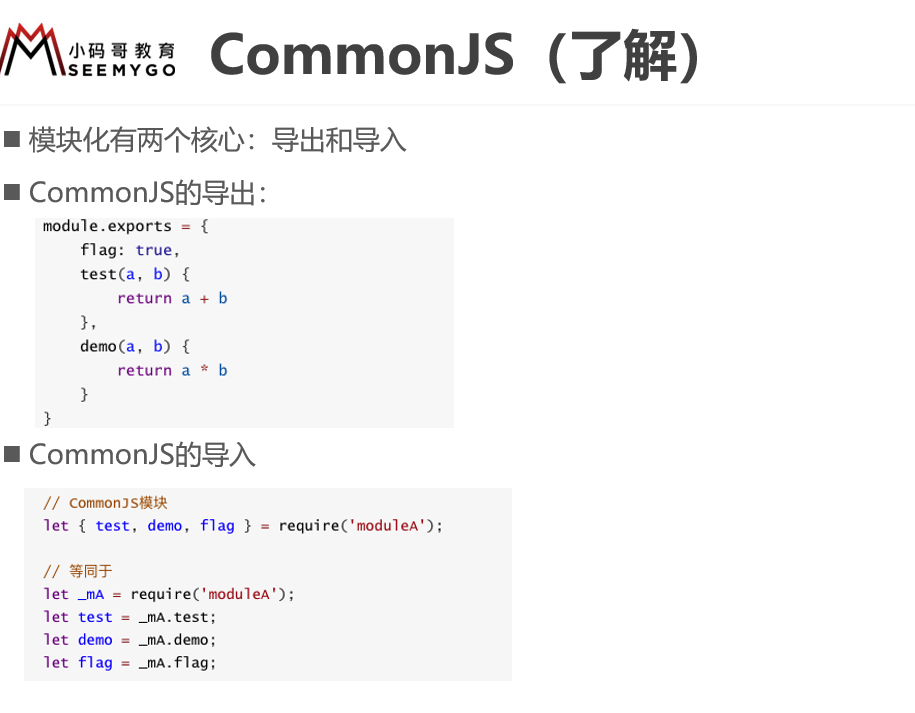 小码哥教育
SEEMYGO
CommonJS（了解）
模块化有两个核心：导出和导入
CommonJS的导出：
module.exports = {
    flag: true,
    test(a, b) {
        return a + b
    },
    demo(a, b) {
        return a * b
    }
}
CommonJS的导入
// CommonJS模块
let { test, demo, flag } = require('moduleA');
// 等同于
let _mA = require('moduleA');
let test = _mA.test;
let demo = _mA.demo;
let flag = _mA.flag;